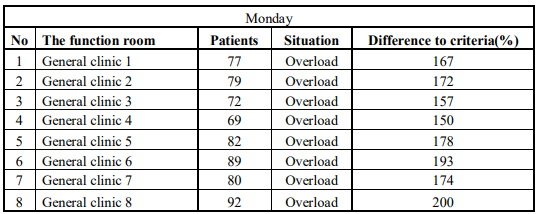 Monday
No The function room Patients Situation Difference to criteria(%)
1 General clinic 1 77 Overload 167
2 General clinic 2 79 Overload 172
3 General clinic 3 72 Overload 157
4 General clinic 4 69 Overload 150
5 General clinic 5 82 Overload 178
6 General clinic 6 89 Overload 193
7 General clinic 7 80 Overload 174
8 General clinic 8 92 Overload 200